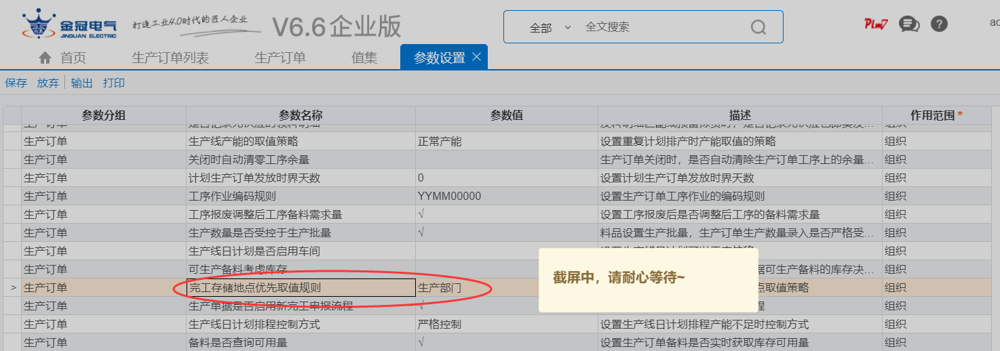 金冠电气
JINGUAN ELECTRIC
打造工业4.0时代的匠人企业
V6.6企业版
全部 全文搜索
Plm7
?
ad
首页 生产订单列表 生产订单 值集 参数设置
保存 放弃 输出 打印
参数分组 参数名称 参数值 描述 作用范围*
生产订单 生产线产能的取值策略 正常产能 设置重复计划排产时产能取值的策略 组织
生产订单 关闭时自动清零工序余量 生产订单关闭时，是否自动清除生产订单工序上的余量... 组织
生产订单 计划生产订单发放时界天数 0 设置计划生产订单发放时界天数 组织
生产订单 工序作业编码规则 YYMM00000 设置生产订单工序作业的编码规则 组织
生产订单 工序报废调整后工序备料需求量 √ 设置工序报废后是否调整后工序的备料需求量 组织
生产订单 生产数量是否受控于生产批量 √ 料品设置生产批量，生产订单生产数量录入是否严格受... 组织
生产订单 生产线日计划是否启用车间 组织
生产订单 可生产备料考虑库存 据可生产备料的库存决... 组织
> 生产订单 完工存储地点优先取值规则 生产部门 点取值策略 组织
截屏中，请耐心等待~
生产订单 生产单据是否启用新完工申报流程 √ 程 组织
生产订单 生产线日计划排程控制方式 严格控制 设置生产线日计划排程产能不足时控制方式 组织
生产订单 备料是否查询可用量 √ 设置生产订单备料是否实时获取库存可用量 组织